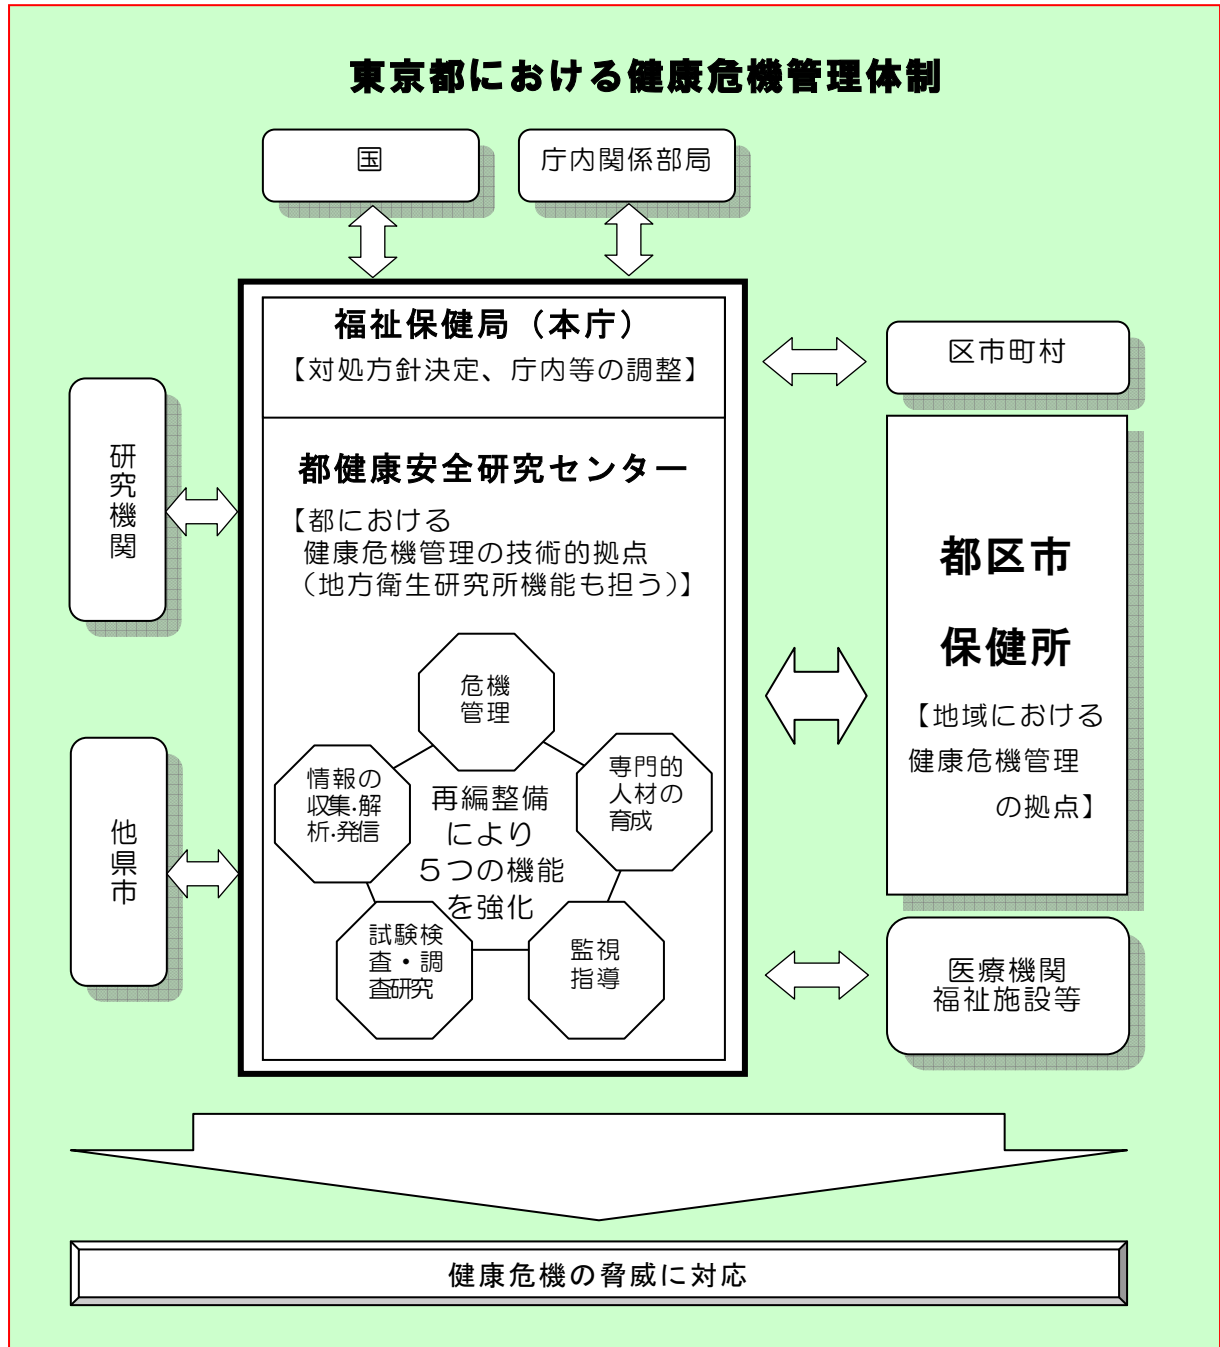 東京都における健康危機管理体制
国
庁内関係部局
福祉保健局（本庁）
【対処方針決定、庁内等の調整】
都健康安全研究センター
【都における
健康危機管理の技術的拠点
（地方衛生研究所機能も担う）】
危機
管理
専門的
人材の
育成
監視
指導
試験検
査・調
査研究
情報の
収集・解
析・発信
再編整備
により
５つの機能
を強化
研究機関
他県市
区市町村
都区市
保健所
【地域における
健康危機管理
の拠点】
医療機関
福祉施設等
健康危機の脅威に対応